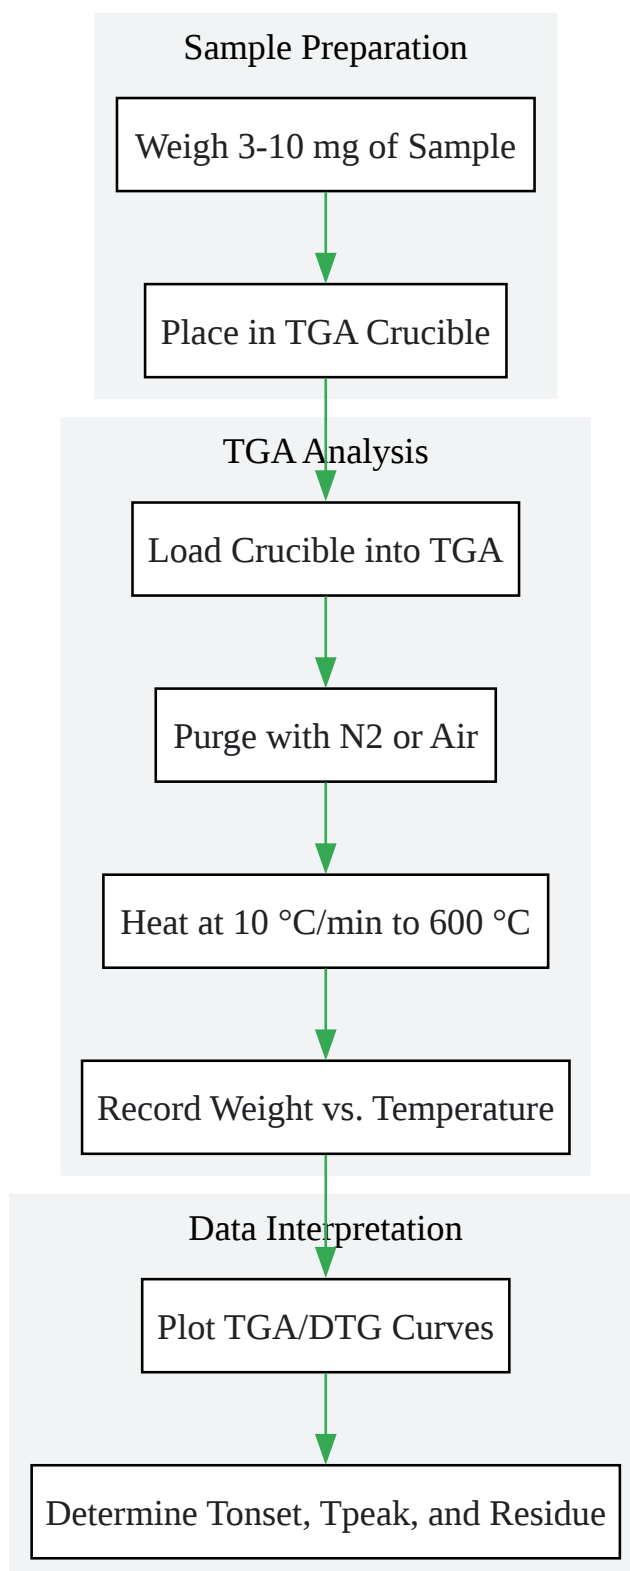 Sample Preparation
Weigh 3-10 mg of Sample
Place in TGA Crucible
TGA Analysis
Load Crucible into TGA
Purge with N2 or Air
Heat at 10 °C/min to 600 °C
Record Weight vs. Temperature
Data Interpretation
Plot TGA/DTG Curves
Determine Tonset, Tpeak, and Residue